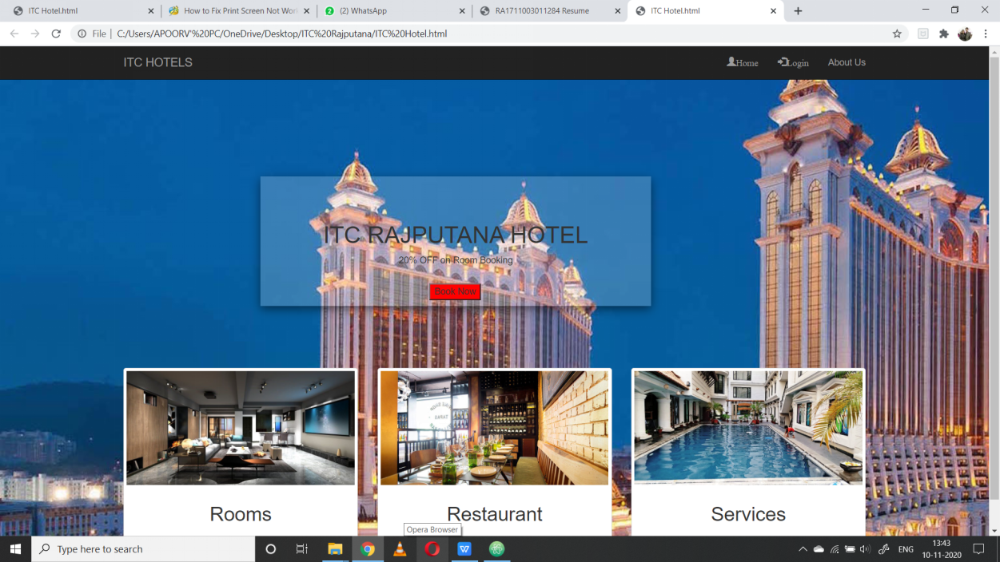 ITC Hotel.html
How to Fix Print Screen Not Work
2 (2) WhatsApp
RA1711003011284 Resume
ITC Hotel.html
File | C:/Users/APOORV'%20PC/OneDrive/Desktop/ITC%20Rajputana/ITC%20Hotel.html
ITC HOTELS
Home
Login
About Us
ITC RAJPUTANA HOTEL
20% OFF on Room Booking
Book Now
Rooms
Restaurant
Services
Opera Browser
Type here to search
ENG
13:43
10-11-2020